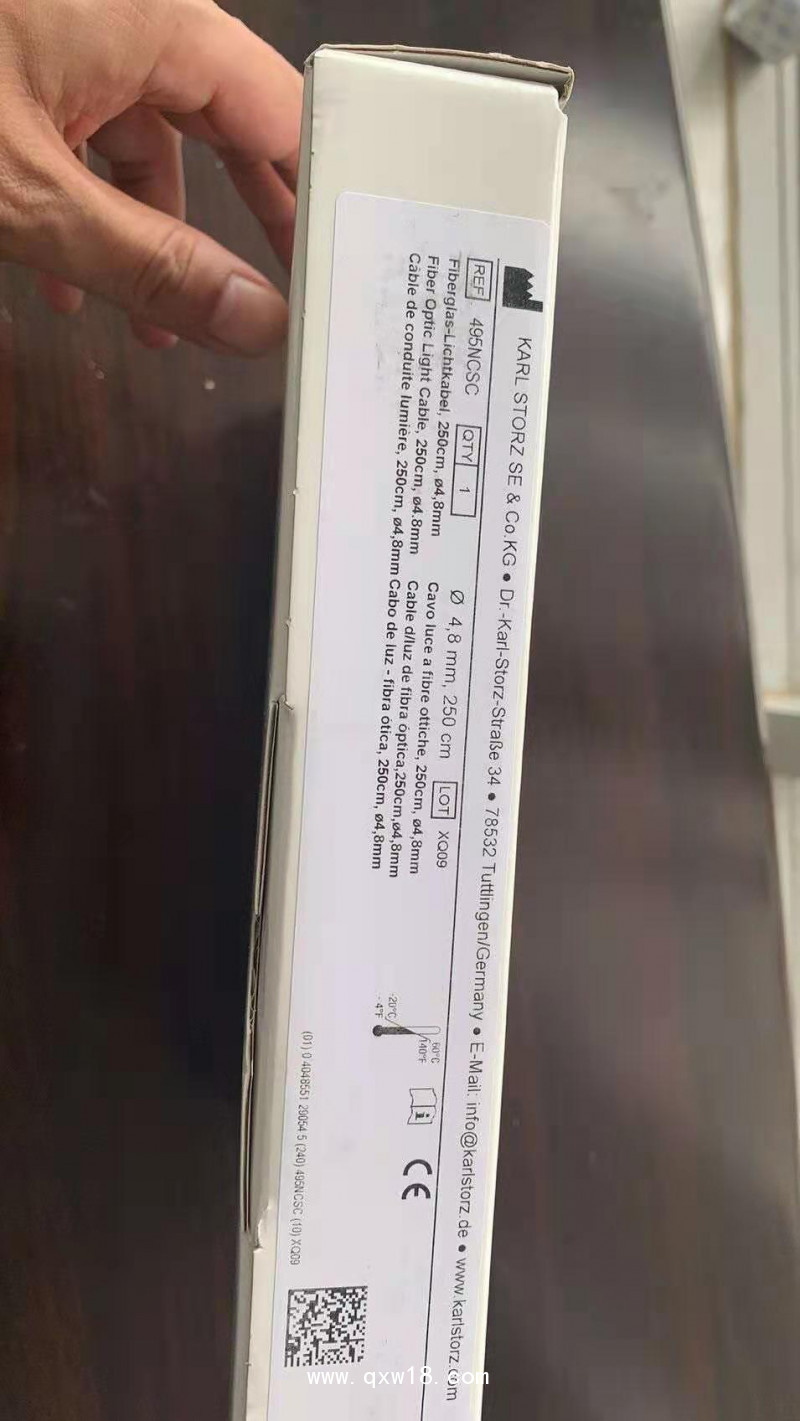 KARL STORZ SE & Co.KG • Dr.-Karl-Storz-Straße 34 • 78532 Tuttlingen/Germany • E-Mail: info@karlstorz.de • www.karlstorz.com
REF 495NCSC QTY 1 Ø 4,8 mm, 250 cm LOT XQ09
Fiberglas-Lichtkabel, 250cm, ø4,8mm
Fiber Optic Light Cable, 250cm, ø4.8mm
Câble de conduite lumière, 250cm, ø4,8mm
Cavo luce a fibre ottiche, 250cm, ø4,8mm
Cable d/luz de fibra óptica,250cm,ø4,8mm
Cabo de luz - fibra ótica, 250cm, ø4,8mm
60°C
140°F
-20°C
-4°F
i
CE
(01) 0 4048551 29054 5 (240) 495NCSC (10) XQ09
www.qxw18.com